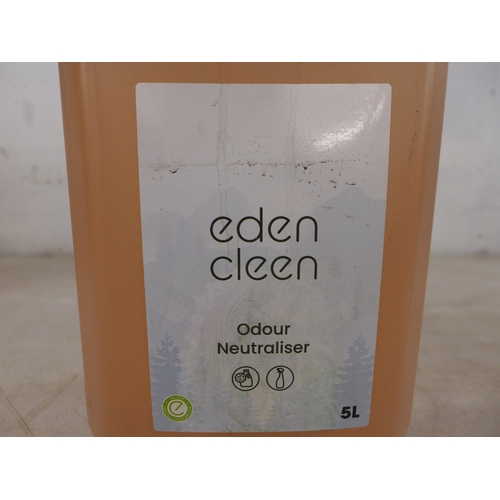 eden
cleen
Odour
Neutraliser
5L